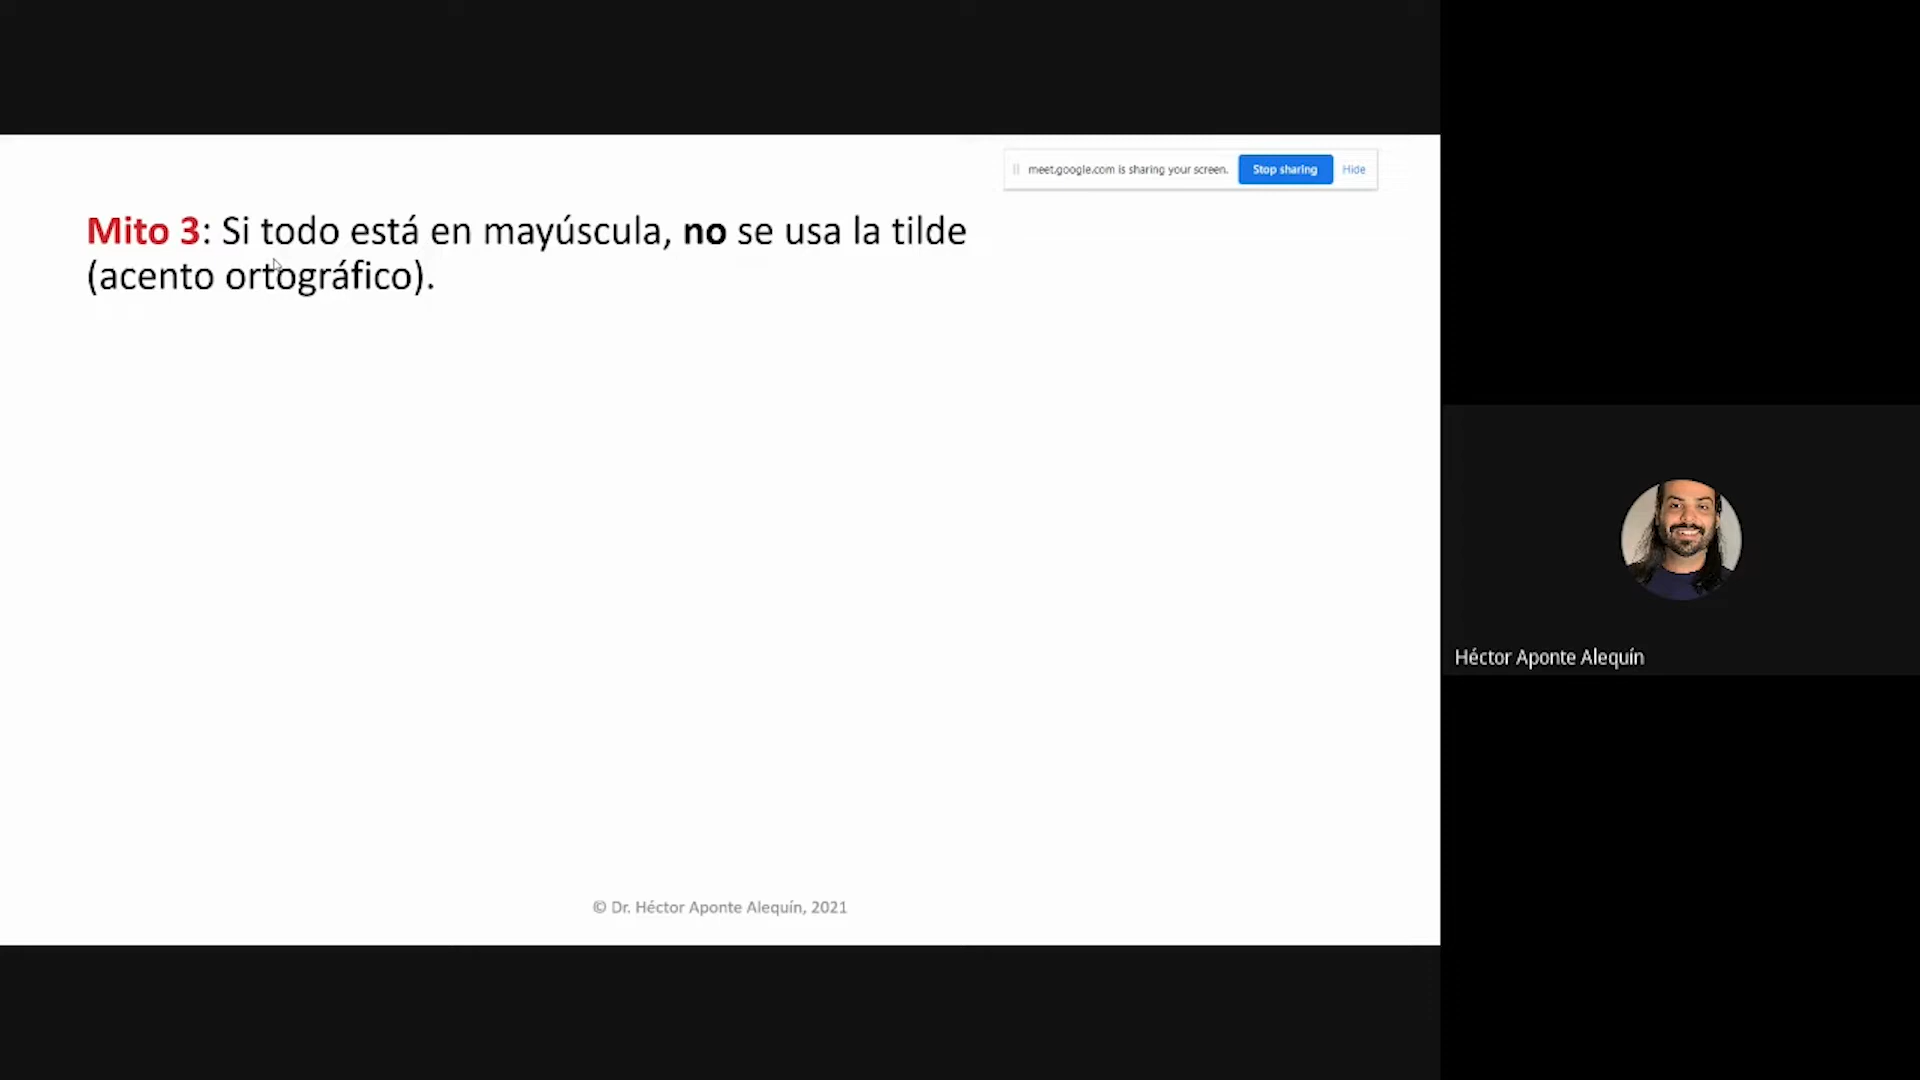 meet.google.com is sharing your screen. Stop sharing Hide
Mito 3: Si todo está en mayúscula, no se usa la tilde
(acento ortográfico).
Héctor Aponte Alequín
© Dr. Héctor Aponte Alequín, 2021